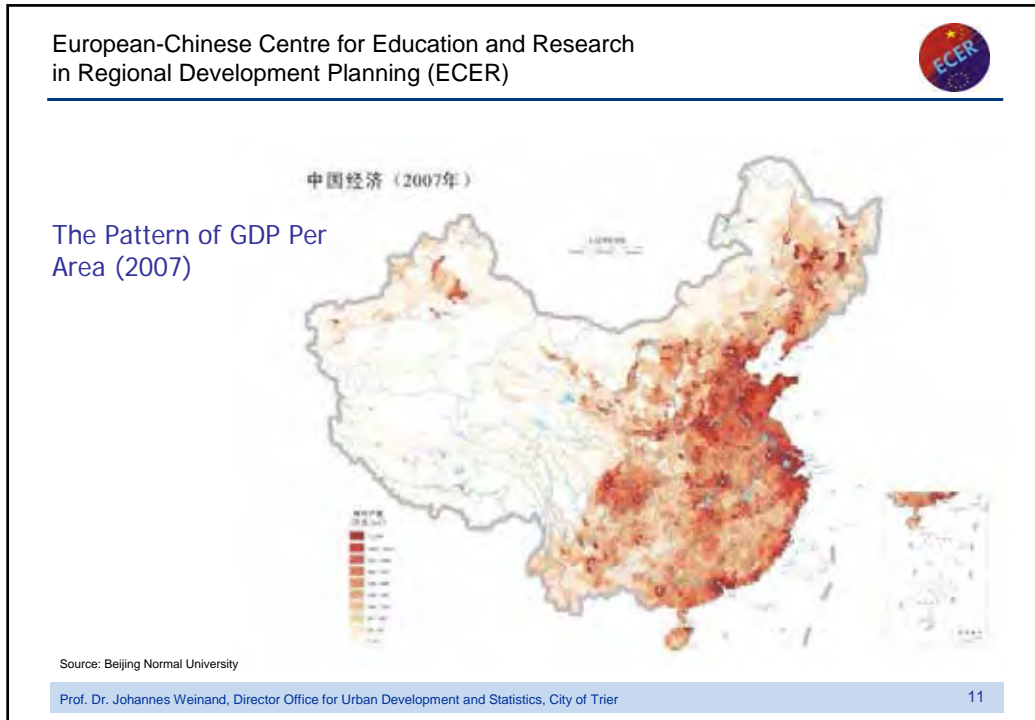 European-Chinese Centre for Education and Research
in Regional Development Planning (ECER)
ECER
中国经济（2007年）
The Pattern of GDP Per
Area (2007)
Source: Beijing Normal University
Prof. Dr. Johannes Weinand, Director Office for Urban Development and Statistics, City of Trier
11